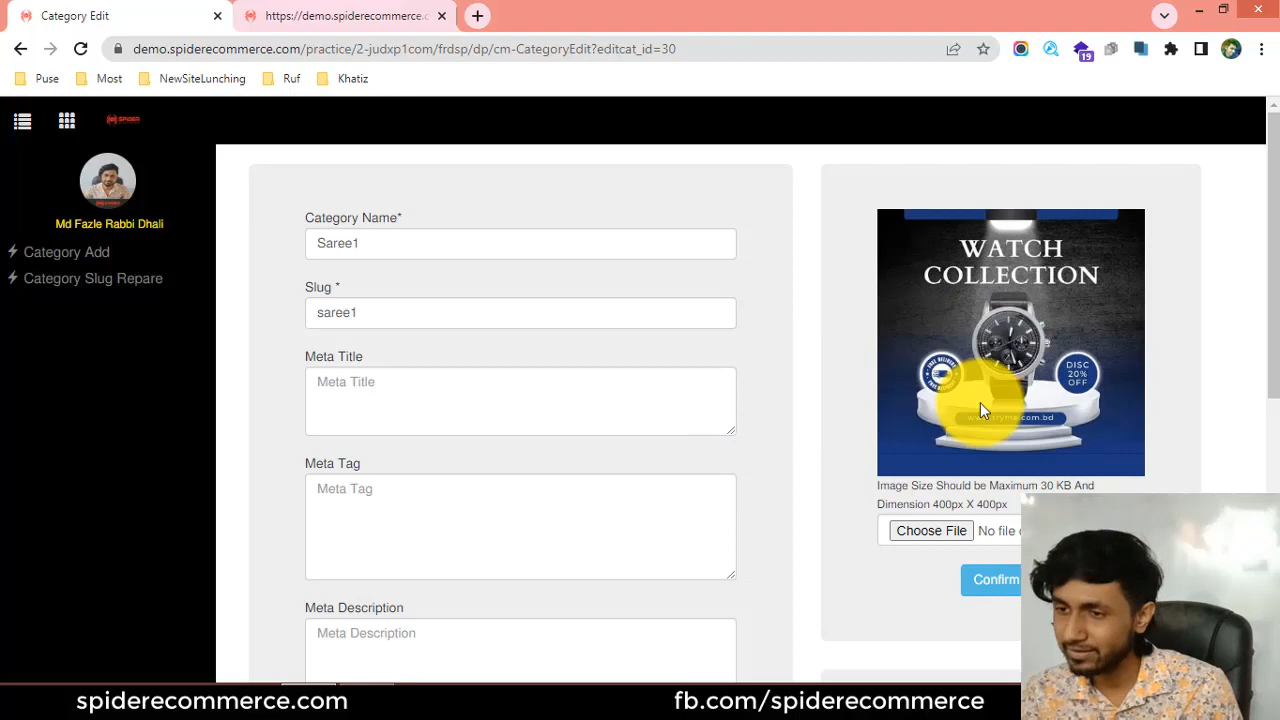 Category Edit
https://demo.spiderecommerce.c
demo.spiderecommerce.com/practice/2-judxp1com/frdsp/dp/cm-CategoryEdit?editcat_id=30
19
Puse
Most
NewSiteLunching
Ruf
Khatiz
SPIDER
Md Fazle Rabbi Dhali
Category Add
Category Slug Repare
Category Name*
Saree1
Slug *
saree1
Meta Title
Meta Title
Meta Tag
Meta Tag
Meta Description
Meta Description
WATCH
COLLECTION
DISC
20%
OFF
Image Size Should be Maximum 30 KB And
Dimension 400px X 400px
Choose File No file
Confirm
spiderecommerce.com
fb.com/spiderecommerce